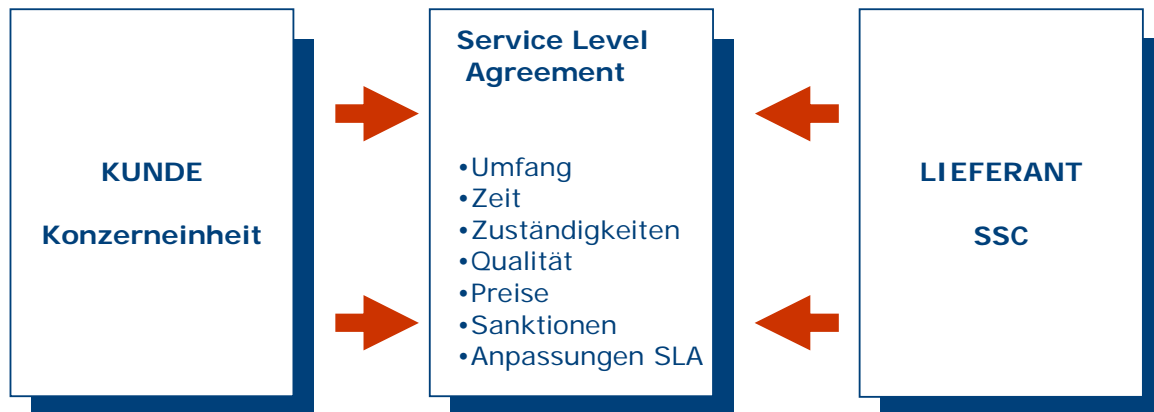 KUNDE
Konzerneinheit
Service Level
Agreement
•Umfang
•Zeit
•Zuständigkeiten
•Qualität
•Preise
•Sanktionen
•Anpassungen SLA
LIEFERANT
SSC